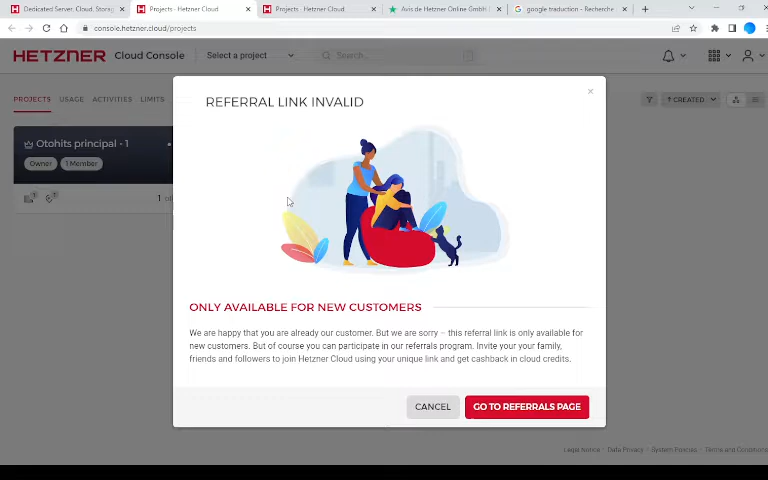 Dedicated Server, Cloud, Storag
Projects - Hetzner Cloud
Projects - Hetzner Cloud
Avis de Hetzner Online GmbH
google traduction - Recherche
console.hetzner.cloud/projects
HETZNER Cloud Console Select a project Search...
PROJECTS USAGE ACTIVITIES LIMITS CREATED
Otohits principal - 1
Owner 1 Member
REFERRAL LINK INVALID
ONLY AVAILABLE FOR NEW CUSTOMERS
We are happy that you are already our customer. But we are sorry – this referral link is only available for
new customers. But of course you can participate in our referrals program. Invite your your family,
friends and followers to join Hetzner Cloud using your unique link and get cashback in cloud credits.
CANCEL GO TO REFERRALS PAGE
Legal Notice · Data Privacy · System Policies · Terms and Conditions